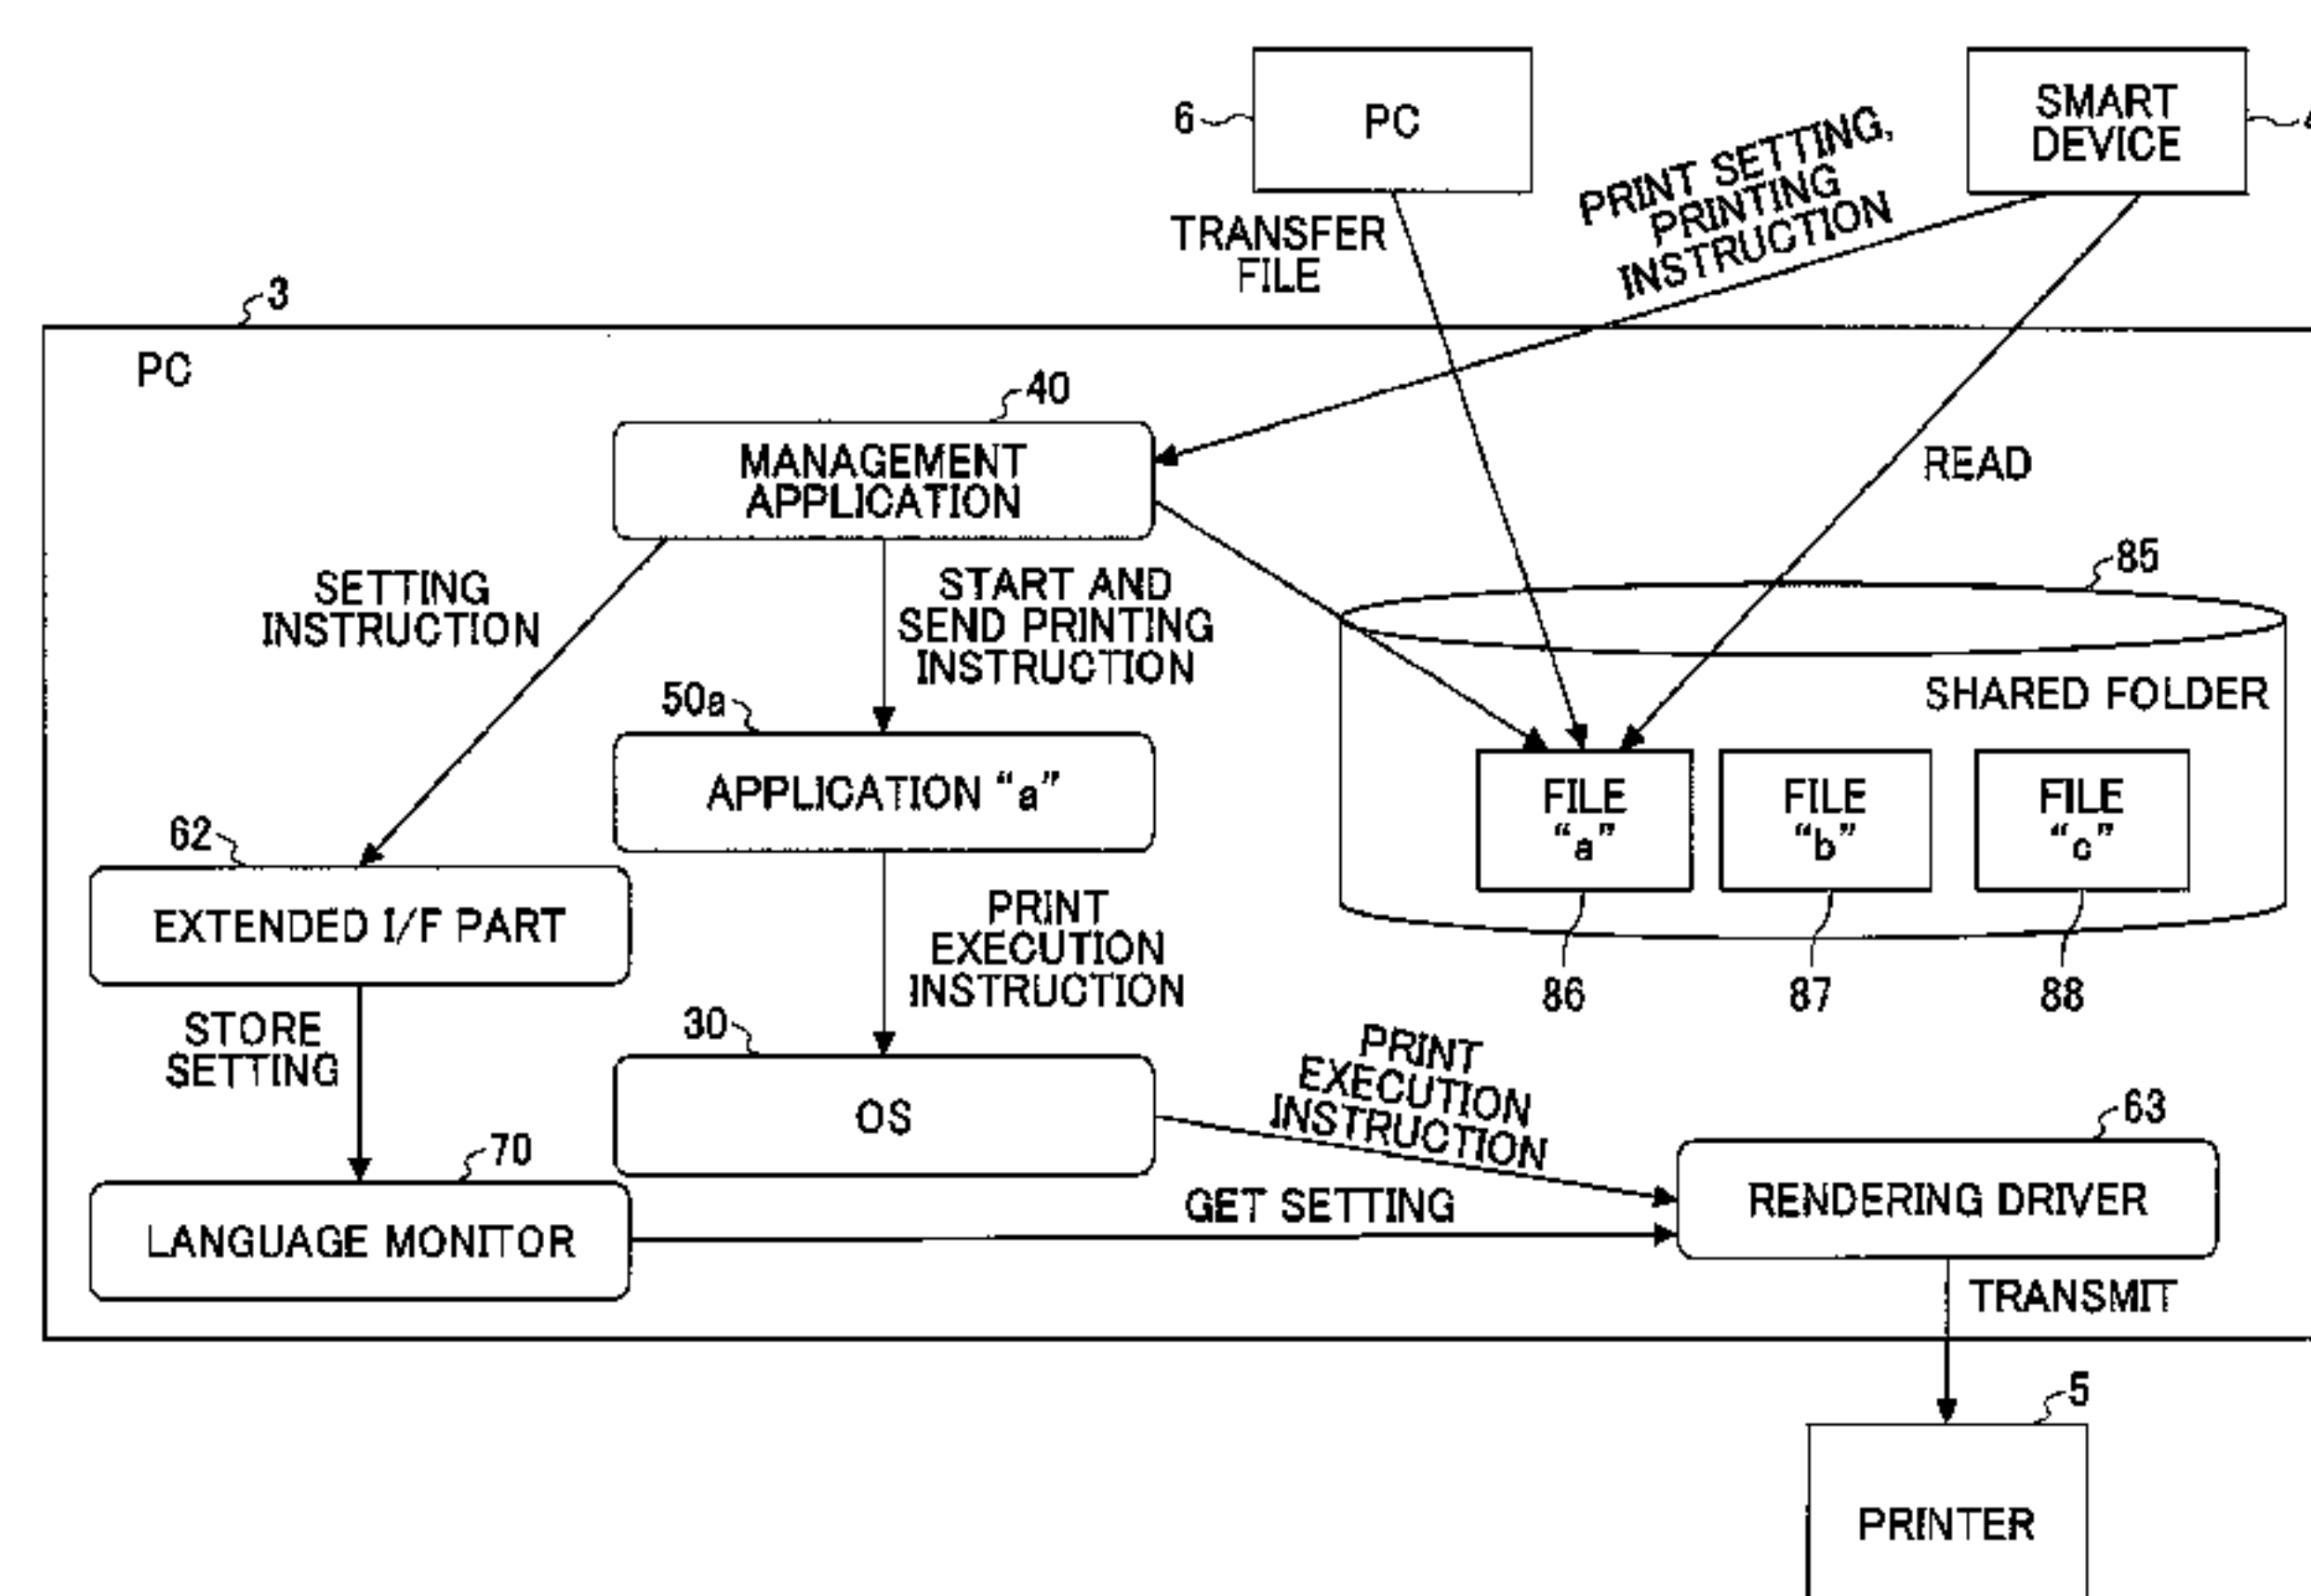 6
PC
SMART
DEVICE
PRINT SETTING,
PRINTING
INSTRUCTION
TRANSFER
FILE
3
PC
40
MANAGEMENT
APPLICATION
READ
SETTING
INSTRUCTION
START AND
SEND PRINTING
INSTRUCTION
85
SHARED FOLDER
50a
APPLICATION “a”
FILE
“a”
FILE
“b”
FILE
“c”
62
EXTENDED I/F PART
PRINT
EXECUTION
INSTRUCTION
86
87
88
STORE
SETTING
30
OS
PRINT
EXECUTION
INSTRUCTION
63
RENDERING DRIVER
70
LANGUAGE MONITOR
GET SETTING
TRANSMIT
5
PRINTER